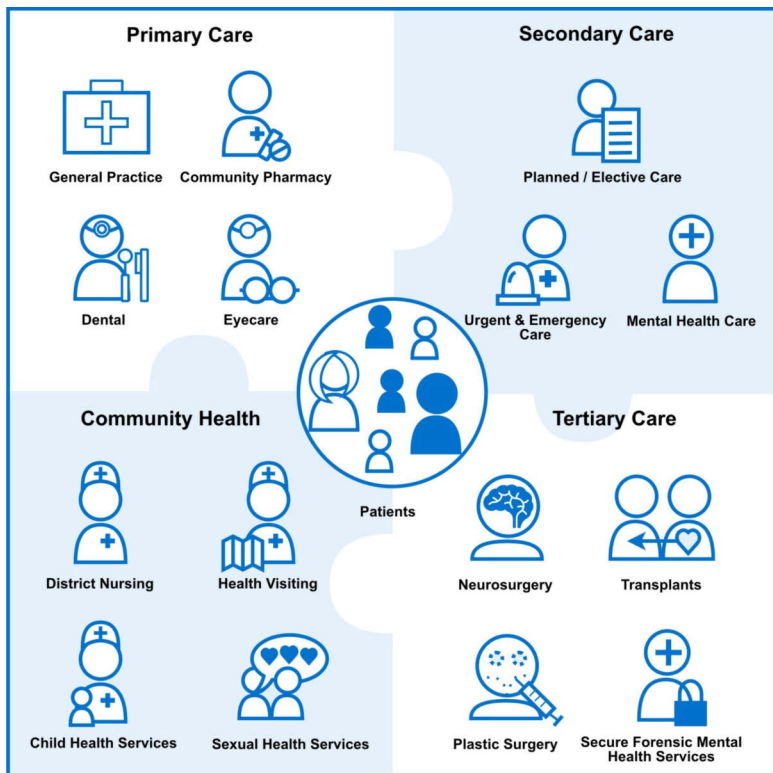 Primary Care
General Practice
Community Pharmacy
Dental
Eyecare
Secondary Care
Planned / Elective Care
Urgent & Emergency
Care
Mental Health Care
Patients
Community Health
District Nursing
Health Visiting
Child Health Services
Sexual Health Services
Tertiary Care
Neurosurgery
Transplants
Plastic Surgery
Secure Forensic Mental
Health Services